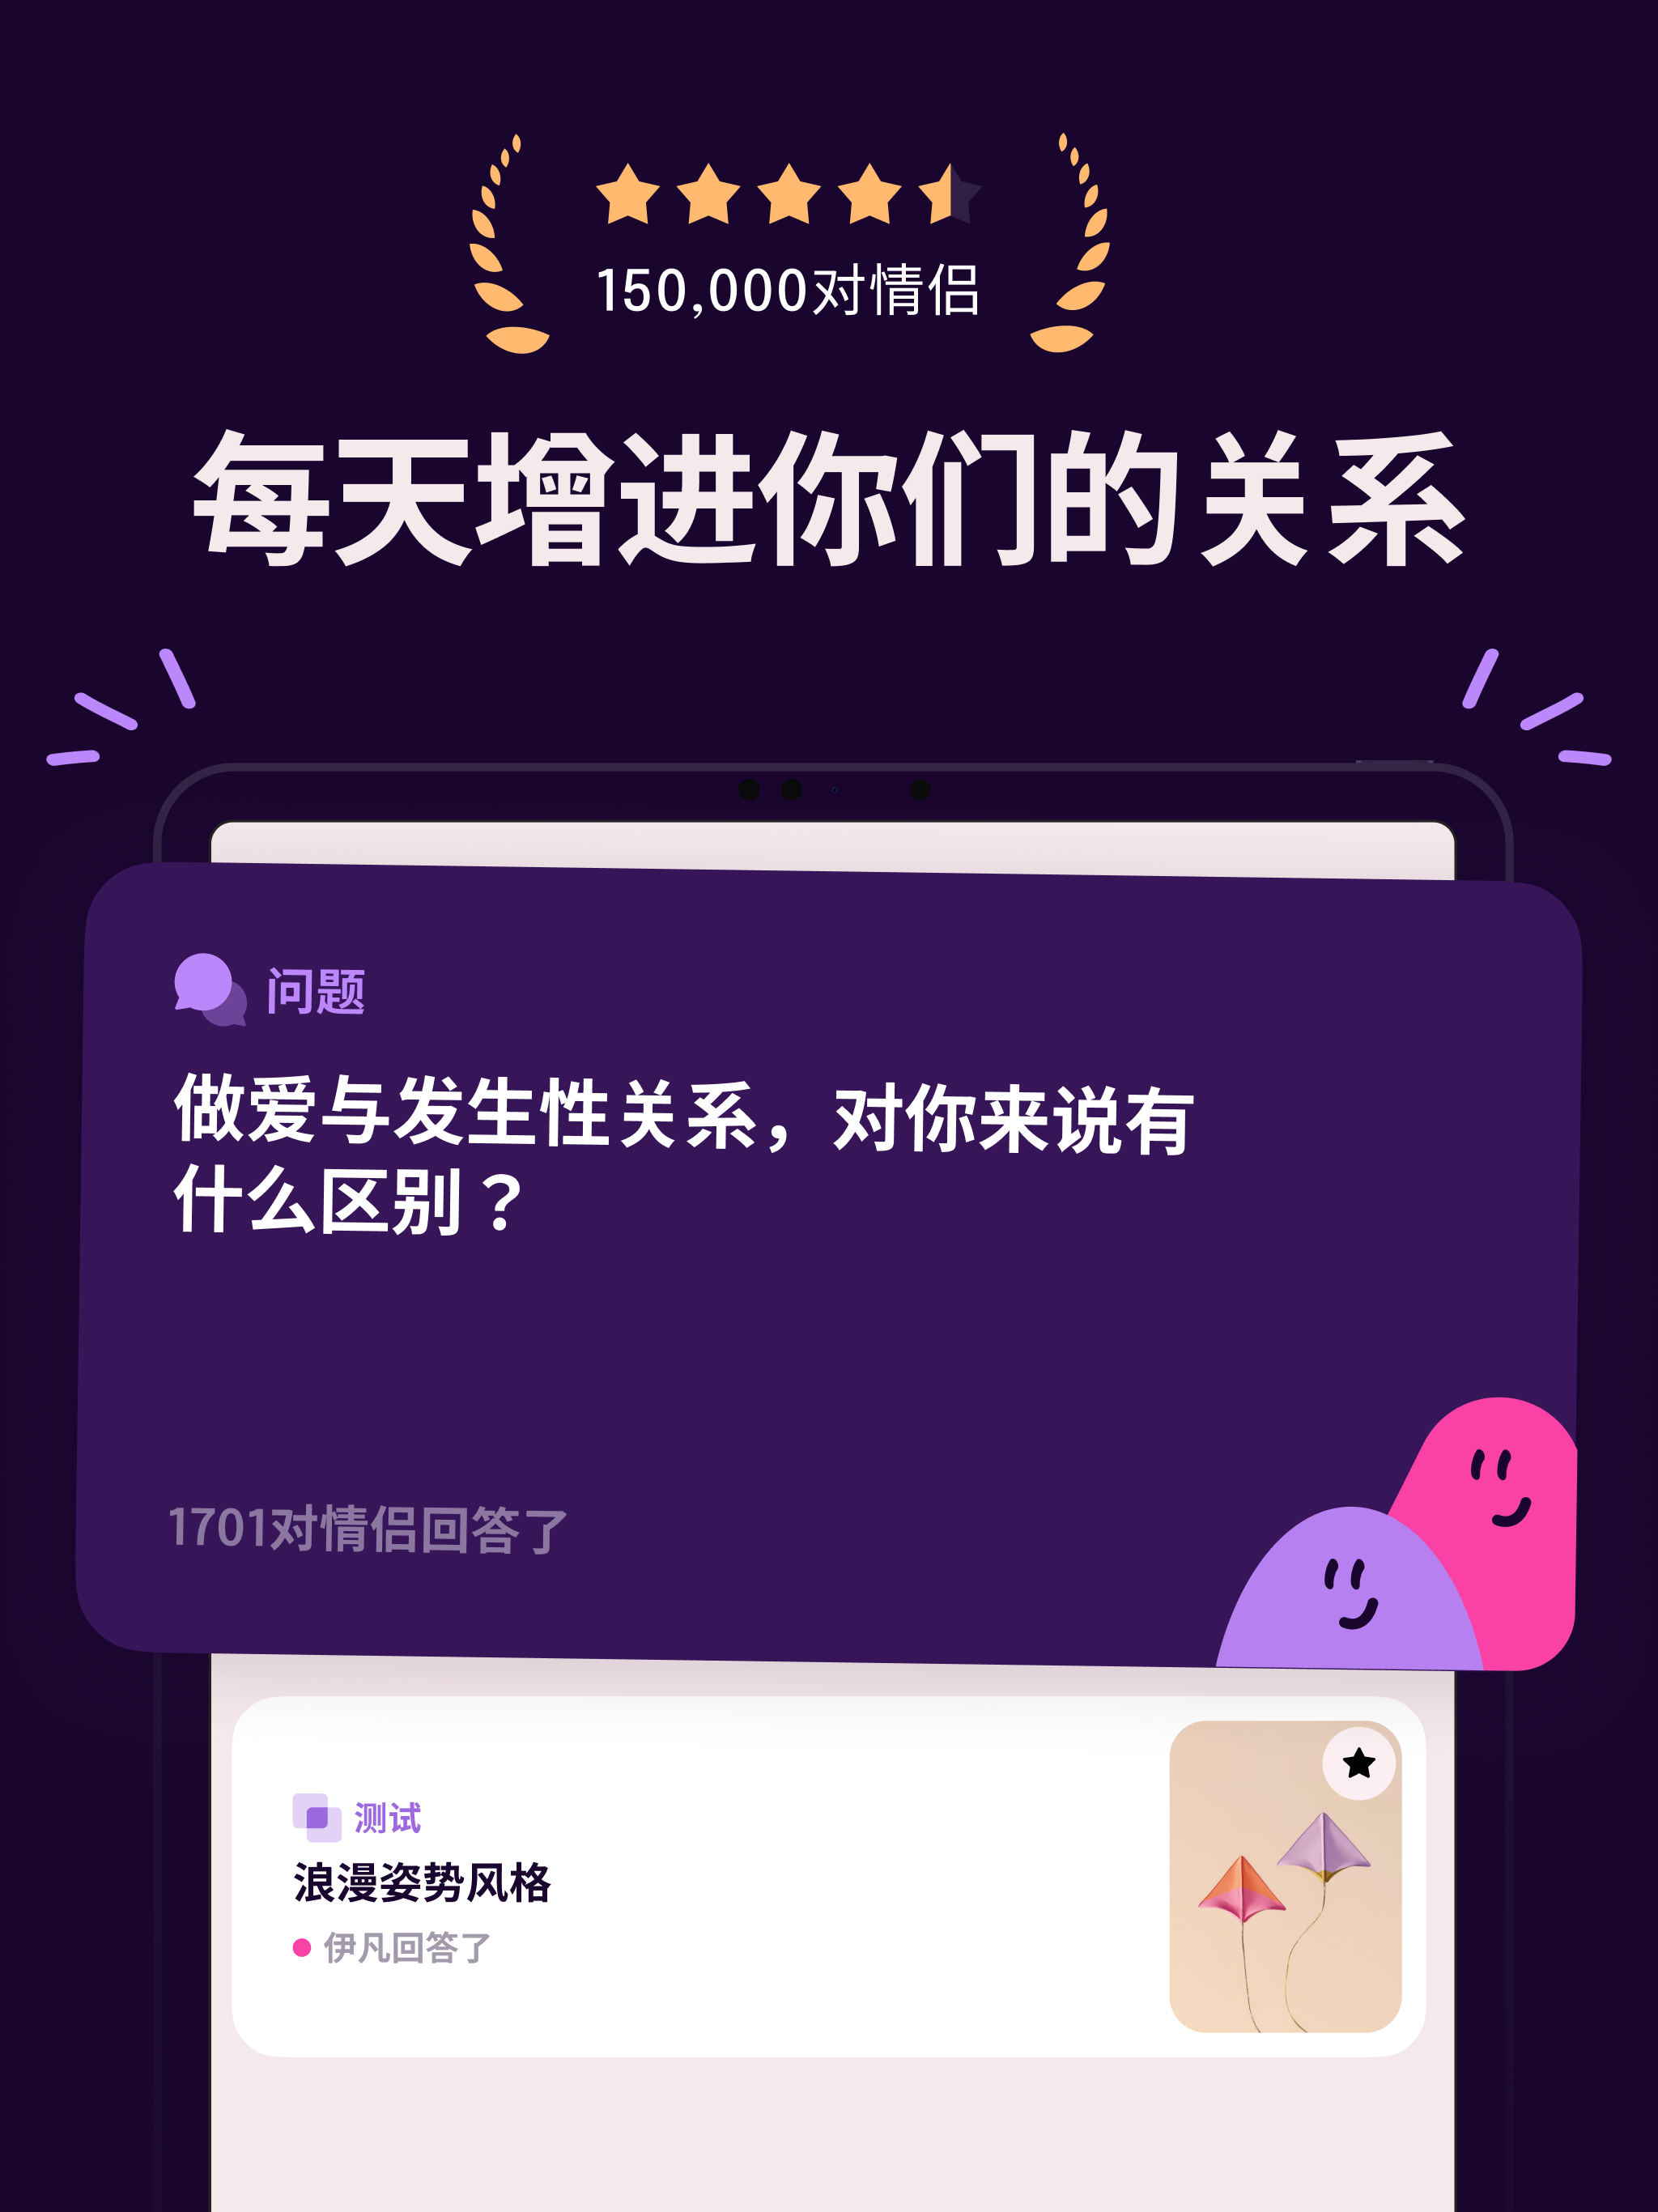 150,000对情侣
每天增进你们的关系
问题
做爱与发生性关系，对你来说有
什么区别？
1701对情侣回答了
测试
浪漫姿势风格
伊凡回答了